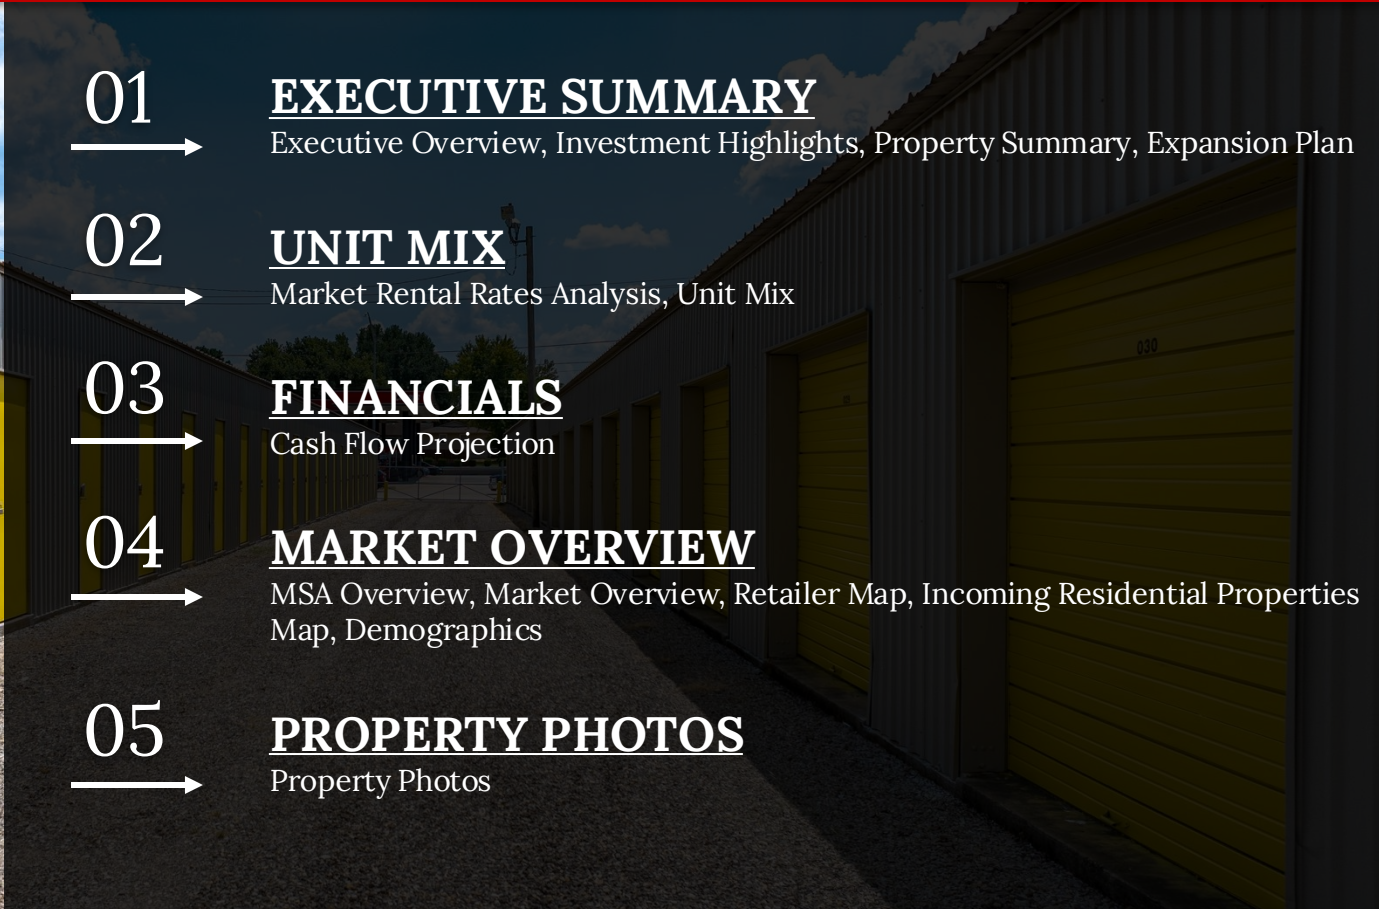 01
EXECUTIVE SUMMARY
Executive Overview, Investment Highlights, Property Summary, Expansion Plan
02
UNIT MIX
Market Rental Rates Analysis, Unit Mix
03
FINANCIALS
Cash Flow Projection
04
MARKET OVERVIEW
MSA Overview, Market Overview, Retailer Map, Incoming Residential Properties
Map, Demographics
05
PROPERTY PHOTOS
Property Photos
030